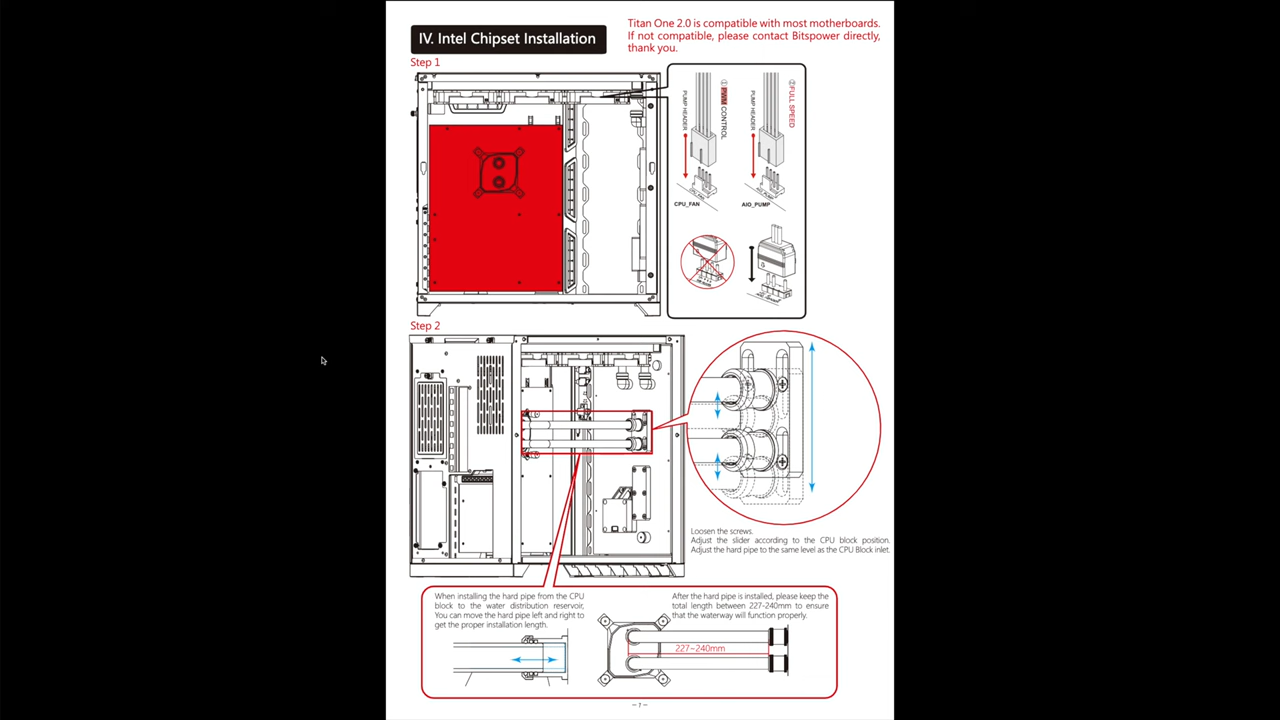 IV. Intel Chipset Installation
Titan One 2.0 is compatible with most motherboards.
If not compatible, please contact Bitspower directly,
thank you.
Step 1
① PWM CONTROL
PUMP HEADER
② FULL SPEED
PUMP HEADER
CPU_FAN
AIO_PUMP
Step 2
Loosen the screws.
Adjust the slider according to the CPU block position.
Adjust the hard pipe to the same level as the CPU Block inlet.
When installing the hard pipe from the CPU
block to the water distribution reservoir,
You can move the hard pipe left and right to
get the proper installation length.
After the hard pipe is installed, please keep the
total length between 227-240mm to ensure
that the waterway will function properly.
227~240mm
— 7 —